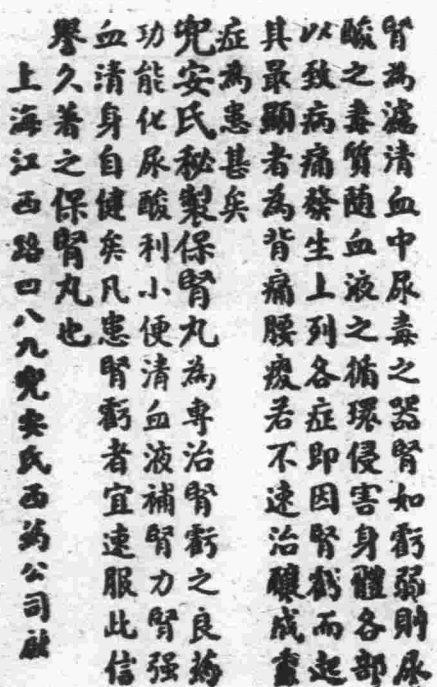 腎為濾清血中尿毒之器腎如虧弱則尿
酸之毒質随血液之循環侵害身體各部
以致病痛發生上列各症即因腎虧而起
其最顯者為背痛腰痠若不速治釀成重
症為患甚矣
兜安氏秘製保腎丸為專治腎虧之良药
功能化尿酸利小便清血液補腎力腎强
血清身自健矣凡患腎虧者宜速服此信
譽久著之保腎丸也
上海江西路四八九兜安氏西药公司啟